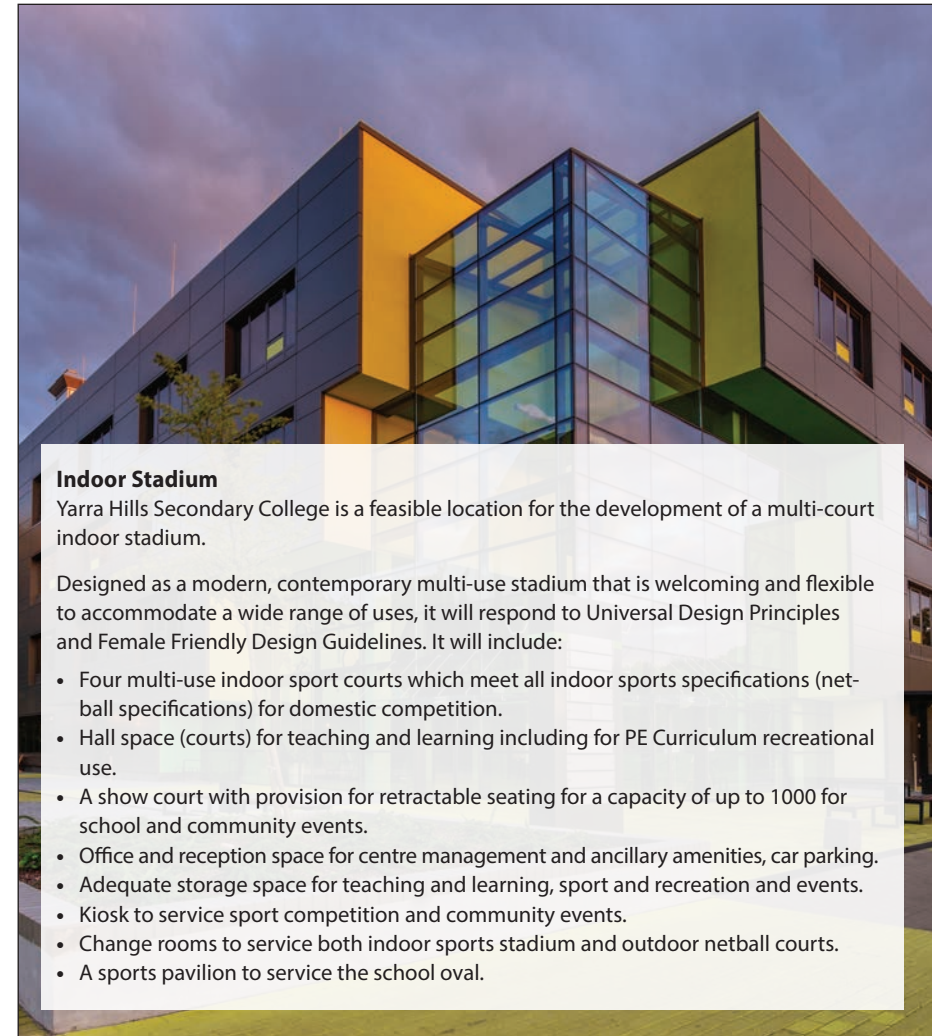 Indoor Stadium
Yarra Hills Secondary College is a feasible location for the development of a multi-court
indoor stadium.
Designed as a modern, contemporary multi-use stadium that is welcoming and flexible
to accommodate a wide range of uses, it will respond to Universal Design Principles
and Female Friendly Design Guidelines. It will include:
• Four multi-use indoor sport courts which meet all indoor sports specifications (net-
ball specifications) for domestic competition.
• Hall space (courts) for teaching and learning including for PE Curriculum recreational
use.
• A show court with provision for retractable seating for a capacity of up to 1000 for
school and community events.
• Office and reception space for centre management and ancillary amenities, car parking.
• Adequate storage space for teaching and learning, sport and recreation and events.
• Kiosk to service sport competition and community events.
• Change rooms to service both indoor sports stadium and outdoor netball courts.
• A sports pavilion to service the school oval.